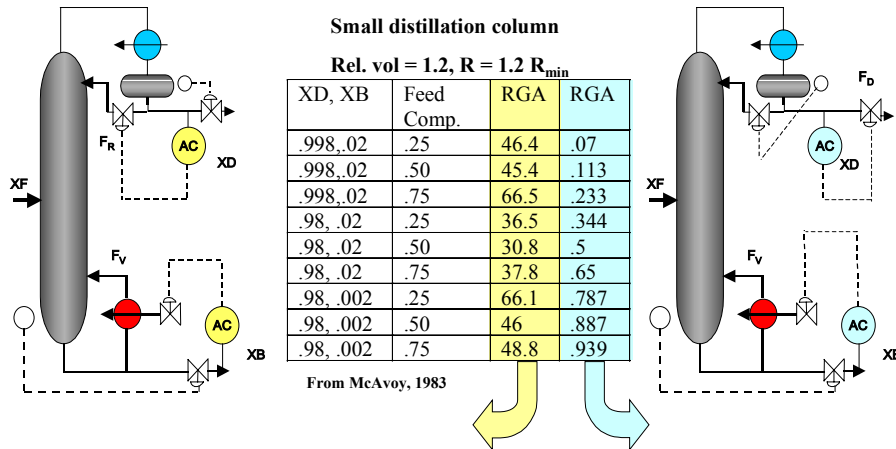 Small distillation column
Rel. vol = 1.2, R = 1.2 Rmin
XD, XB Feed Comp. RGA RGA
.998,.02 .25 46.4 .07
.998,.02 .50 45.4 .113
.998,.02 .75 66.5 .233
.98, .02 .25 36.5 .344
.98, .02 .50 30.8 .5
.98, .02 .75 37.8 .65
.98, .002 .25 66.1 .787
.98, .002 .50 46 .887
.98, .002 .75 48.8 .939
From McAvoy, 1983
FR
AC
XD
XF
FV
AC
XB
FD
AC
XD
XF
FV
AC
XB